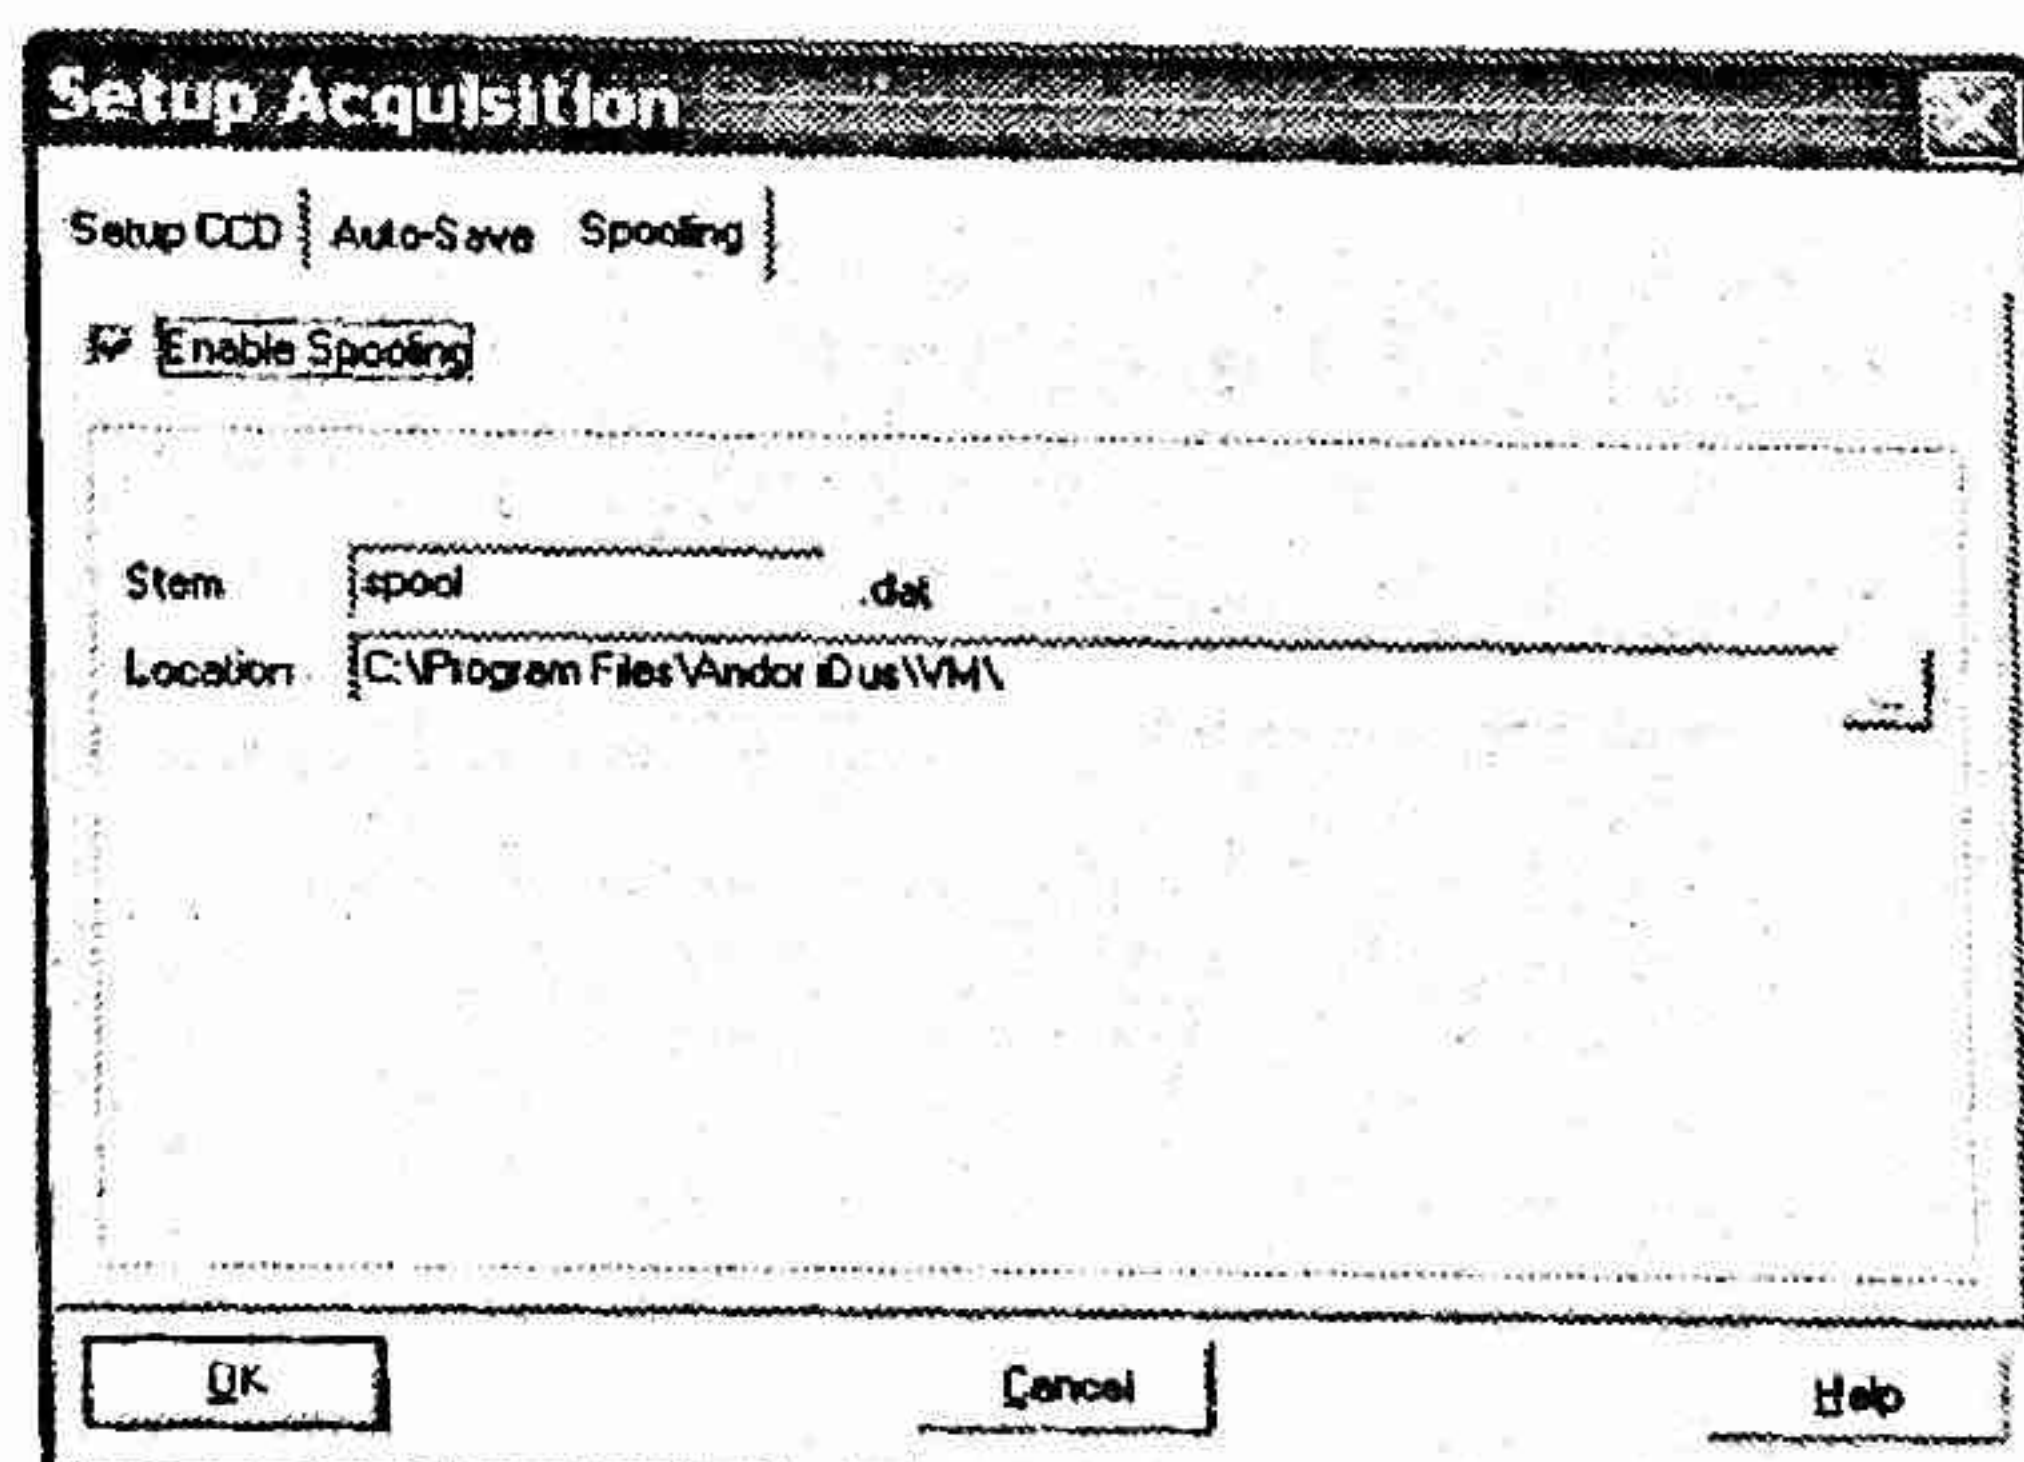 Setup Acquisition
Setup CCD Auto-Save Spooling
Enable Spooling
Stem spool .dat
Location C:\Program Files\Andor iDus\\VM\
...
OK Cancel Help